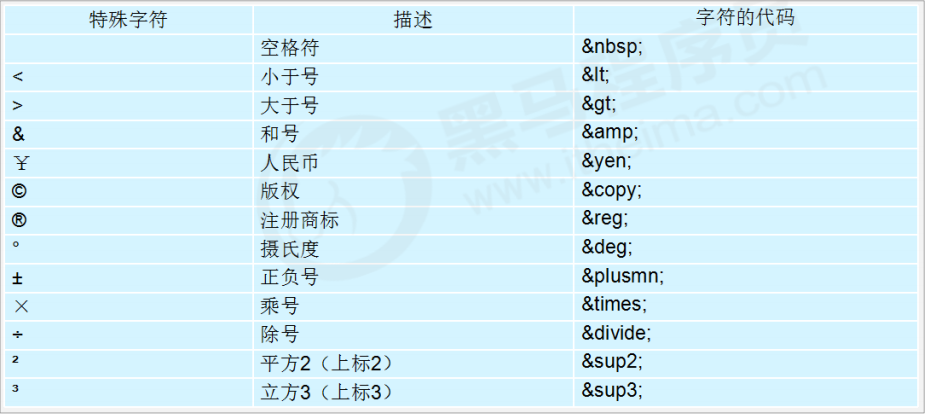 特殊字符 描述 字符的代码
空格符 &nbsp;
< 小于号 &lt;
> 大于号 &gt;
& 和号 &amp;
￥ 人民币 &yen;
© 版权 &copy;
® 注册商标 &reg;
° 摄氏度 &deg;
± 正负号 &plusmn;
× 乘号 &times;
÷ 除号 &divide;
² 平方2（上标2） &sup2;
³ 立方3（上标3） &sup3;
黑马程序员
www.itheima.com